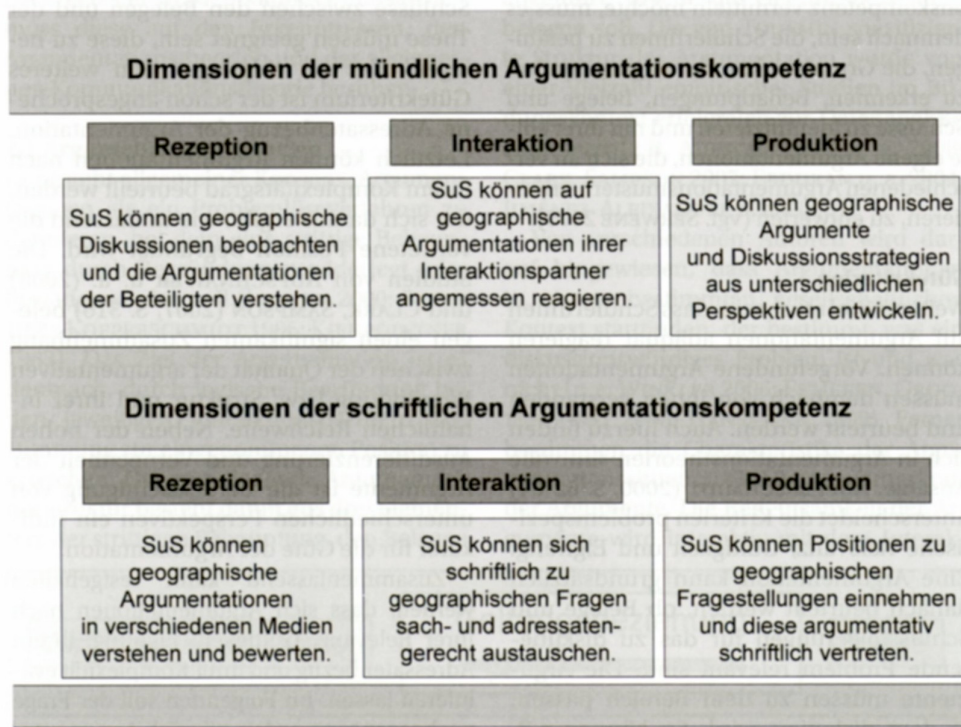 Dimensionen der mündlichen Argumentationskompetenz
Rezeption
SuS können geographische
Diskussionen beobachten
und die Argumentationen
der Beteiligten verstehen.
Interaktion
SuS können auf
geographische
Argumentationen ihrer
Interaktionspartner
angemessen reagieren.
Produktion
SuS können geographische
Argumente
und Diskussionsstrategien
aus unterschiedlichen
Perspektiven entwickeln.
Dimensionen der schriftlichen Argumentationskompetenz
Rezeption
SuS können
geographische
Argumentationen
in verschiedenen Medien
verstehen und bewerten.
Interaktion
SuS können sich
schriftlich zu
geographischen Fragen
sach- und adressaten-
gerecht austauschen.
Produktion
SuS können Positionen zu
geographischen
Fragestellungen einnehmen
und diese argumentativ
schriftlich vertreten.